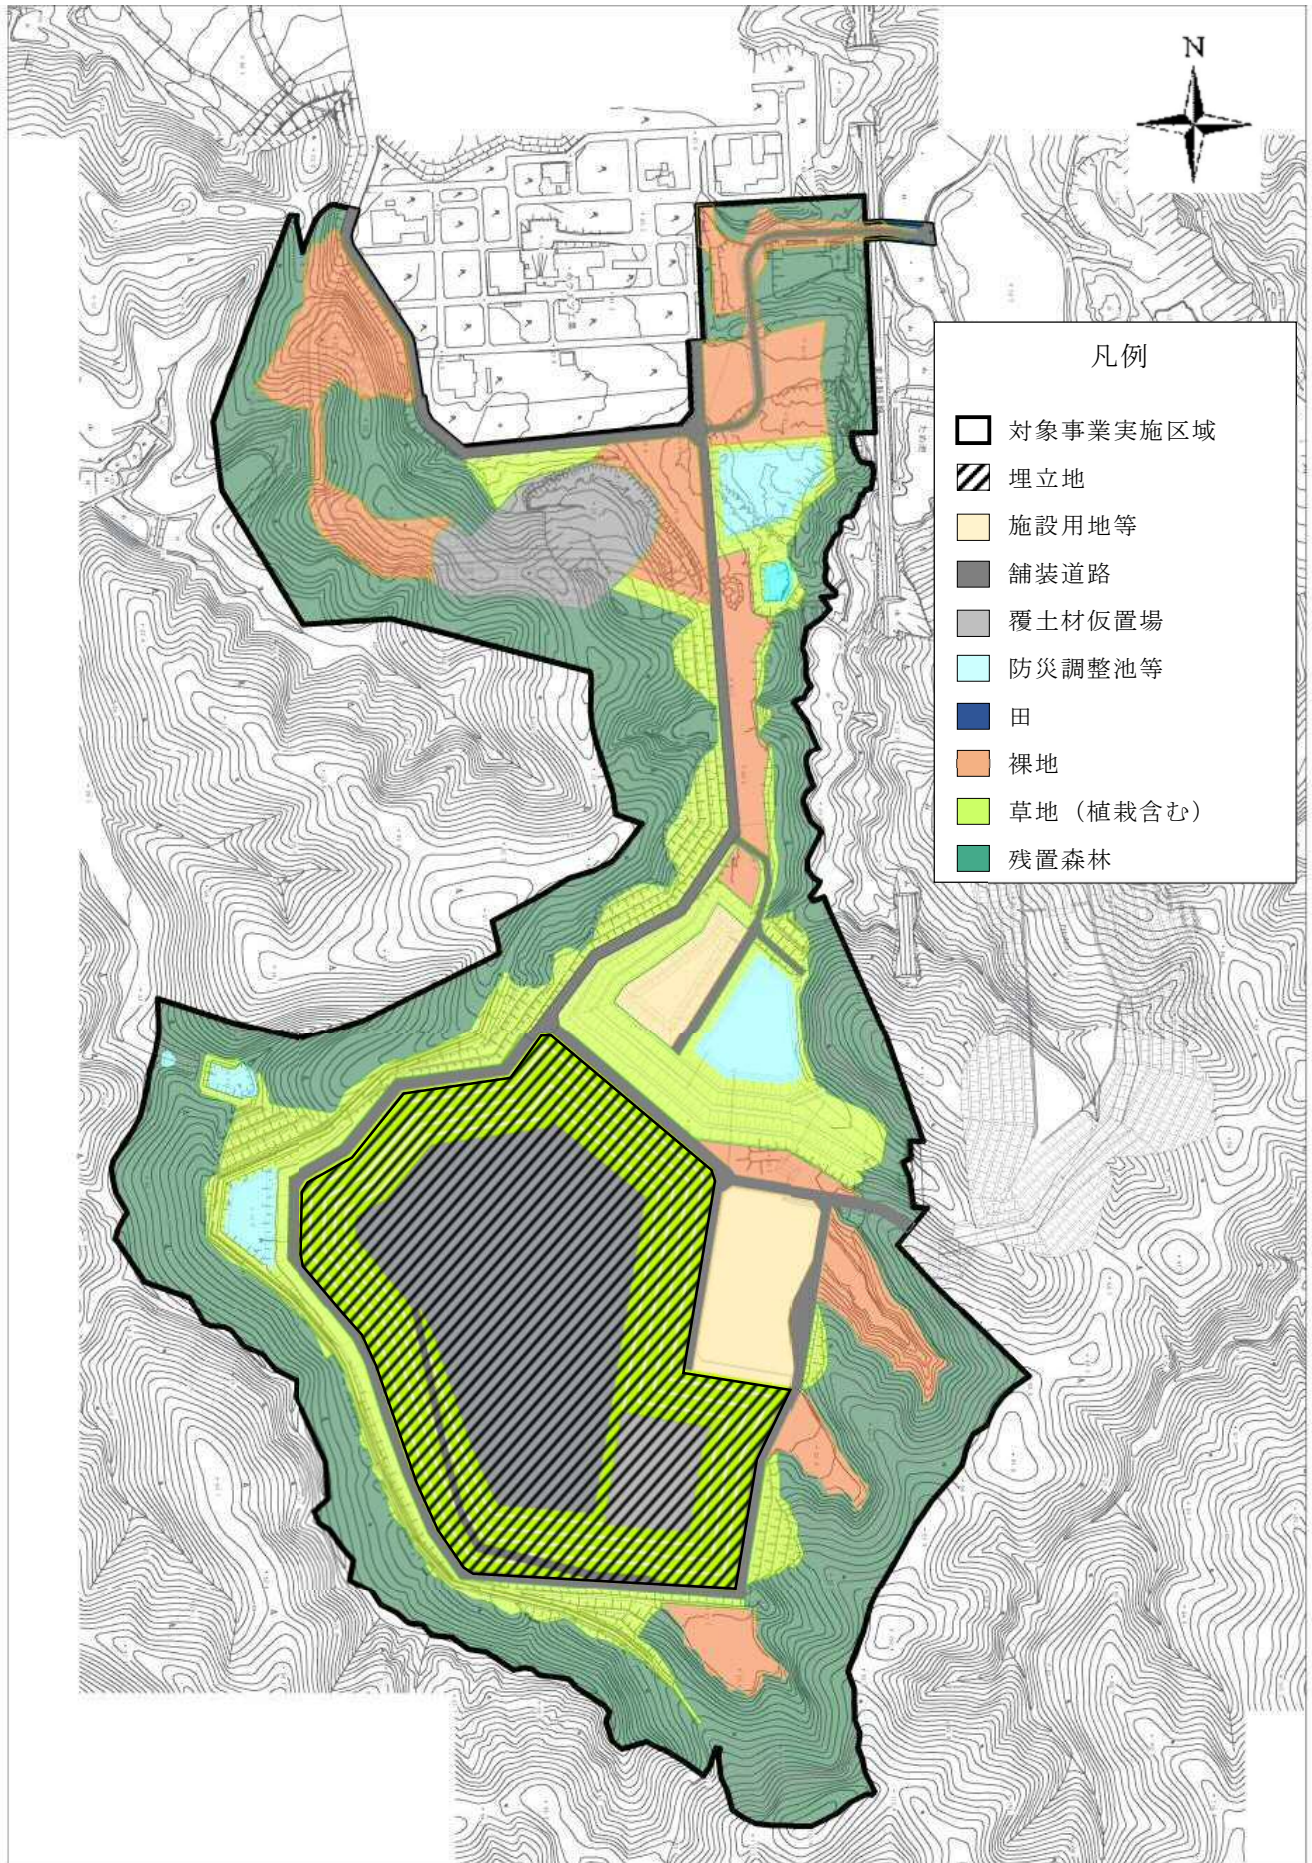 N
凡例
対象事業実施区域
埋立地
施設用地等
舗装道路
覆土材仮置場
防災調整池等
田
裸地
草地（植栽含む）
残置森林